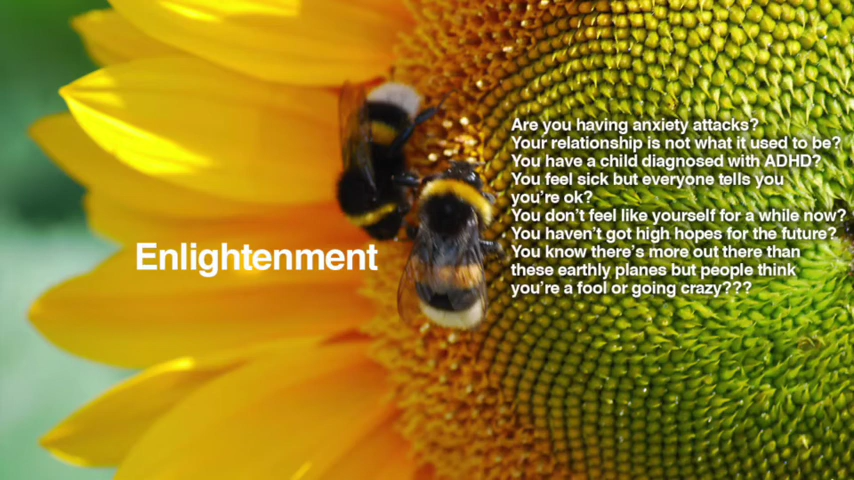 Enlightenment
Are you having anxiety attacks?
Your relationship is not what it used to be?
You have a child diagnosed with ADHD?
You feel sick but everyone tells you
you're ok?
You don't feel like yourself for a while now?
You haven't got high hopes for the future?
You know there's more out there than
these earthly planes but people think
you're a fool or going crazy???